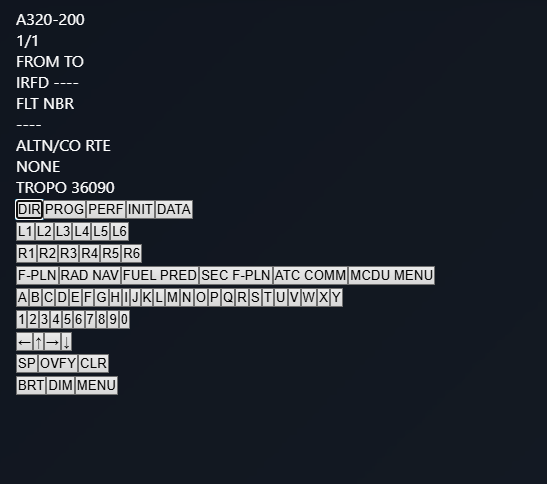 A320-200
1/1
FROM TO
IRFD ----
FLT NBR
----
ALTN/CO RTE
NONE
TROPO 36090
DIR PROG PERF INIT DATA
L1 L2 L3 L4 L5 L6
R1 R2 R3 R4 R5 R6
F-PLN RAD NAV FUEL PRED SEC F-PLN ATC COMM MCDU MENU
A B C D E F G H I J K L M N O P Q R S T U V W X Y
1 2 3 4 5 6 7 8 9 0
← ↑ → ↓
SP OVFY CLR
BRT DIM MENU